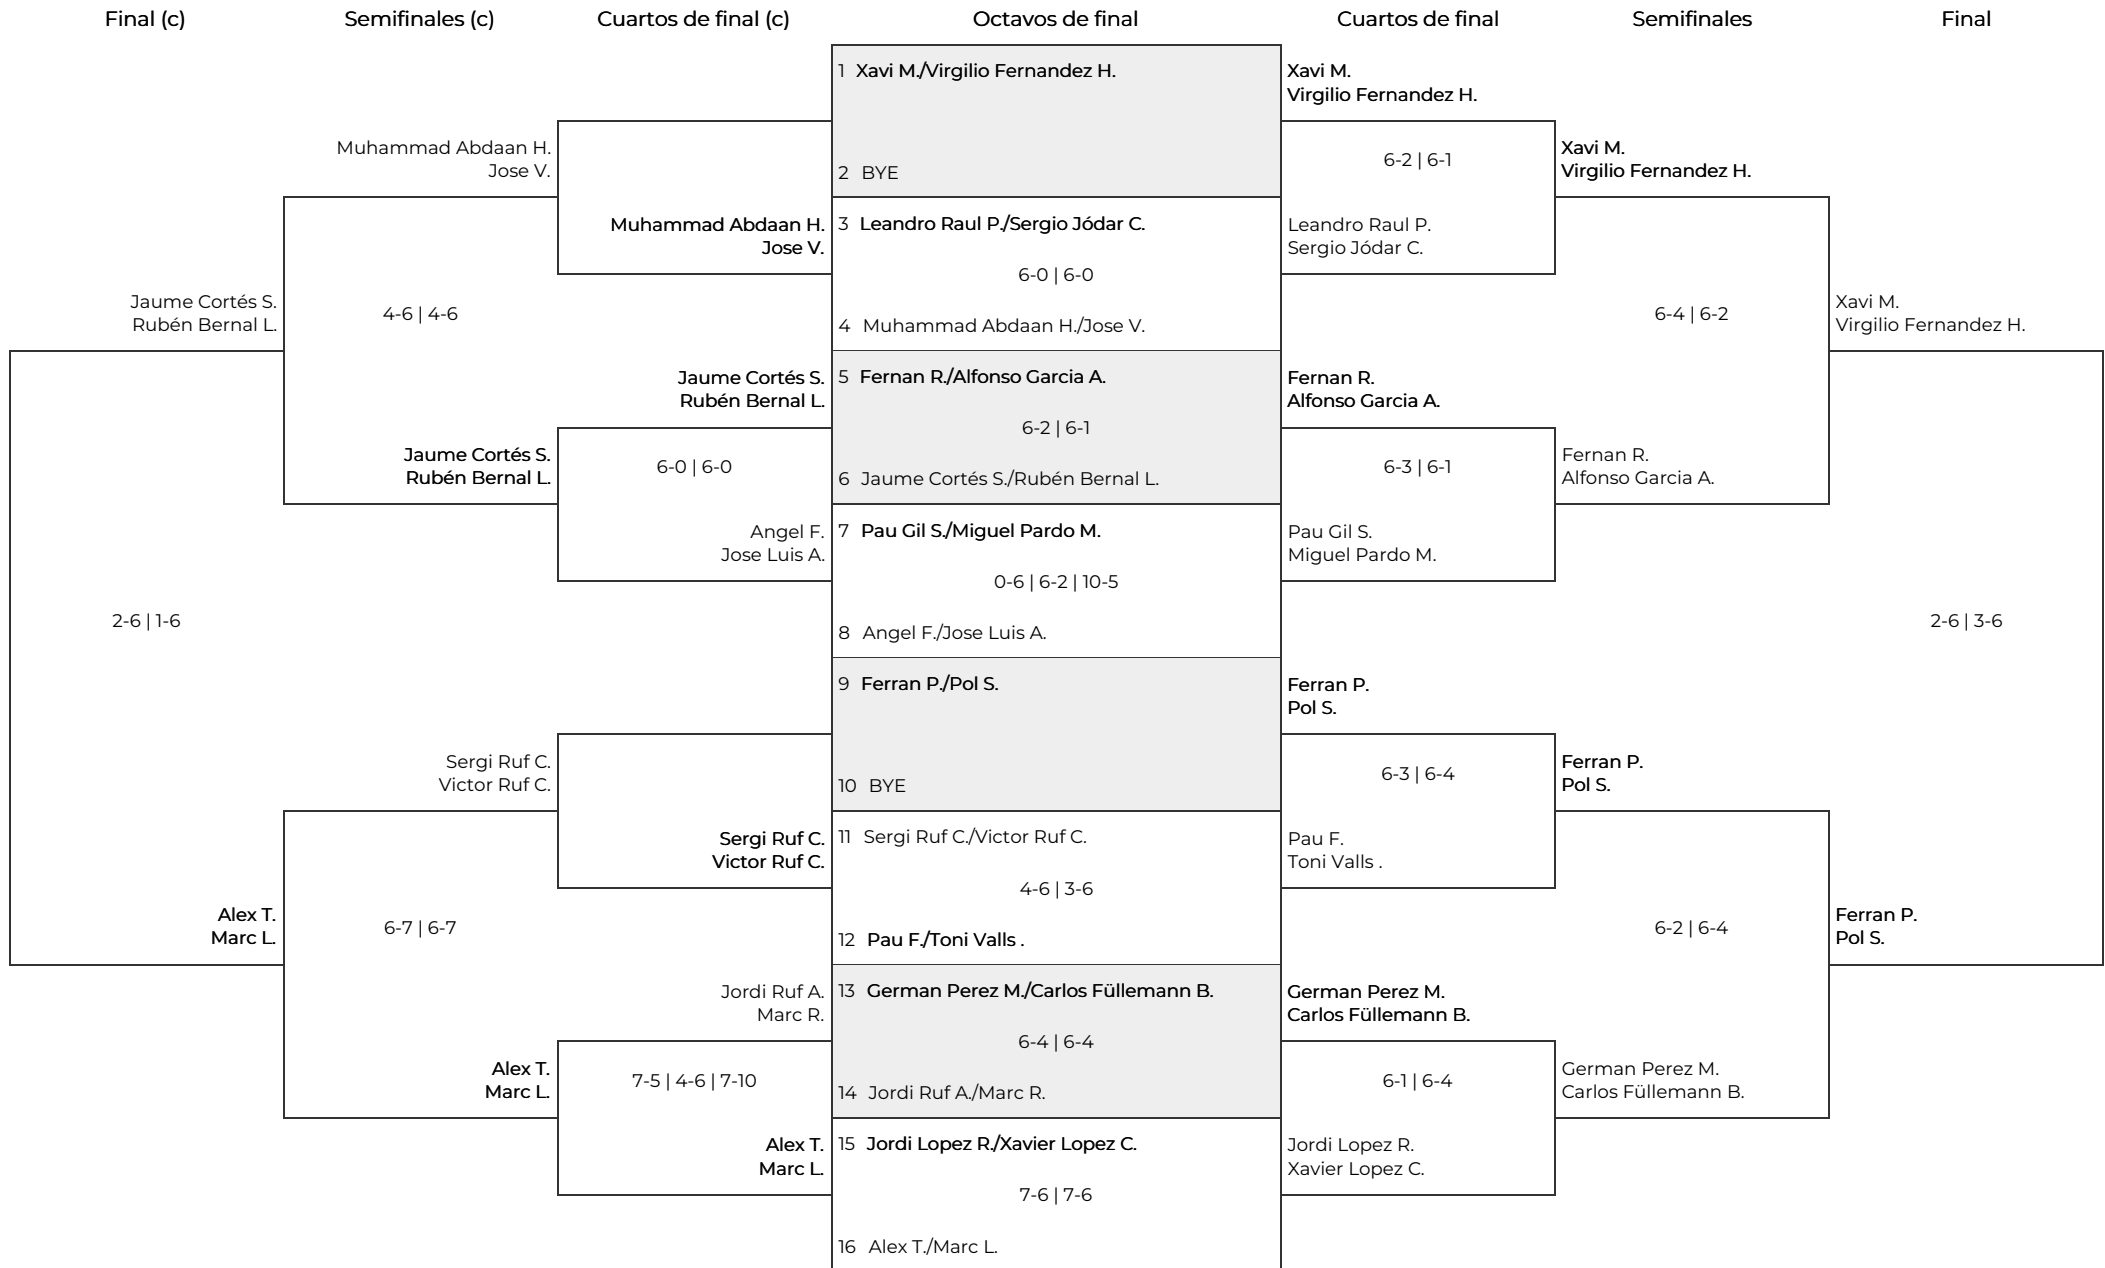 Final (c)
Semifinales (c)
Cuartos de final (c)
Octavos de final
Cuartos de final
Semifinales
Final
Jaume Cortés S.
Rubén Bernal L.
2-6 | 1-6
Alex T.
Marc L.
Muhammad Abdaan H.
Jose V.
4-6 | 4-6
Jaume Cortés S.
Rubén Bernal L.
Sergi Ruf C.
Victor Ruf C.
6-7 | 6-7
Alex T.
Marc L.
Muhammad Abdaan H.
Jose V.
Jaume Cortés S.
Rubén Bernal L.
6-0 | 6-0
Angel F.
Jose Luis A.
Sergi Ruf C.
Victor Ruf C.
Jordi Ruf A.
Marc R.
7-5 | 4-6 | 7-10
Alex T.
Marc L.
1 Xavi M./Virgilio Fernandez H.
2 BYE
3 Leandro Raul P./Sergio Jódar C.
6-0 | 6-0
4 Muhammad Abdaan H./Jose V.
5 Fernan R./Alfonso Garcia A.
6-2 | 6-1
6 Jaume Cortés S./Rubén Bernal L.
7 Pau Gil S./Miguel Pardo M.
0-6 | 6-2 | 10-5
8 Angel F./Jose Luis A.
9 Ferran P./Pol S.
10 BYE
11 Sergi Ruf C./Victor Ruf C.
4-6 | 3-6
12 Pau F./Toni Valls .
13 German Perez M./Carlos Füllemann B.
6-4 | 6-4
14 Jordi Ruf A./Marc R.
15 Jordi Lopez R./Xavier Lopez C.
7-6 | 7-6
16 Alex T./Marc L.
Xavi M.
Virgilio Fernandez H.
6-2 | 6-1
Leandro Raul P.
Sergio Jódar C.
Fernan R.
Alfonso Garcia A.
6-3 | 6-1
Pau Gil S.
Miguel Pardo M.
Ferran P.
Pol S.
6-3 | 6-4
Pau F.
Toni Valls .
German Perez M.
Carlos Füllemann B.
6-1 | 6-4
Jordi Lopez R.
Xavier Lopez C.
Xavi M.
Virgilio Fernandez H.
6-4 | 6-2
Fernan R.
Alfonso Garcia A.
Ferran P.
Pol S.
6-2 | 6-4
German Perez M.
Carlos Füllemann B.
Xavi M.
Virgilio Fernandez H.
2-6 | 3-6
Ferran P.
Pol S.